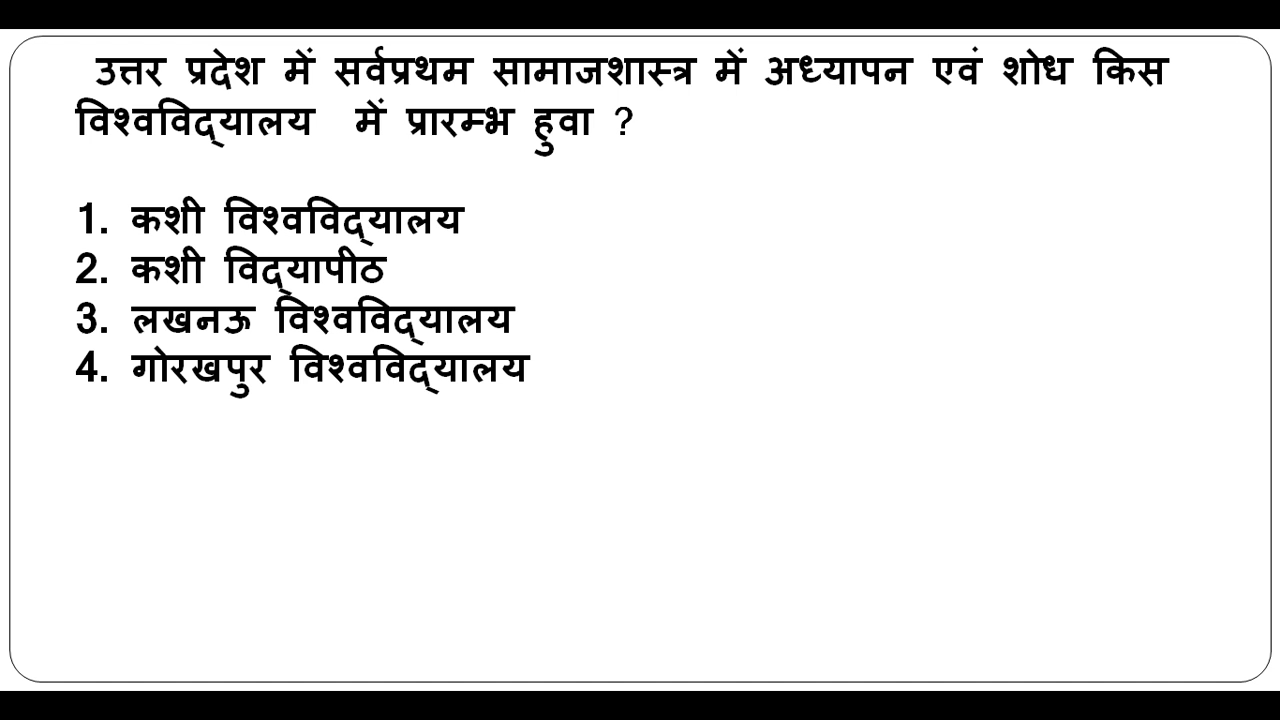 उत्तर प्रदेश में सर्वप्रथम सामाजशास्त्र में अध्यापन एवं शोध किस
विश्वविद्यालय में प्रारम्भ हुवा ?
1. कशी विश्वविद्यालय
2. कशी विद्यापीठ
3. लखनऊ विश्वविद्यालय
4. गोरखपुर विश्वविद्यालय